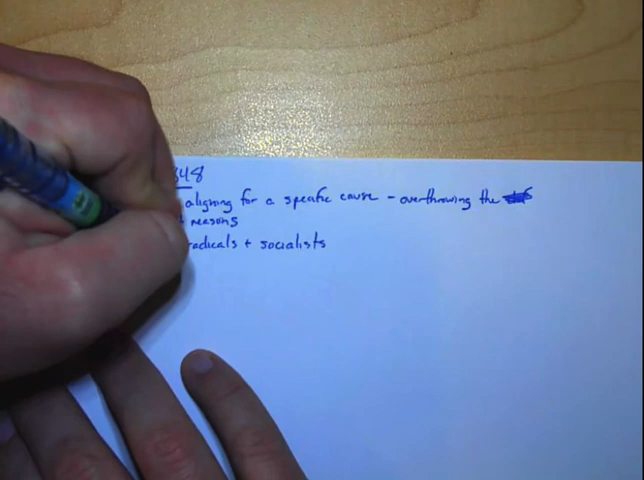 848
aligning for a specific cause - overthrowing the
reasons
radicals + socialists